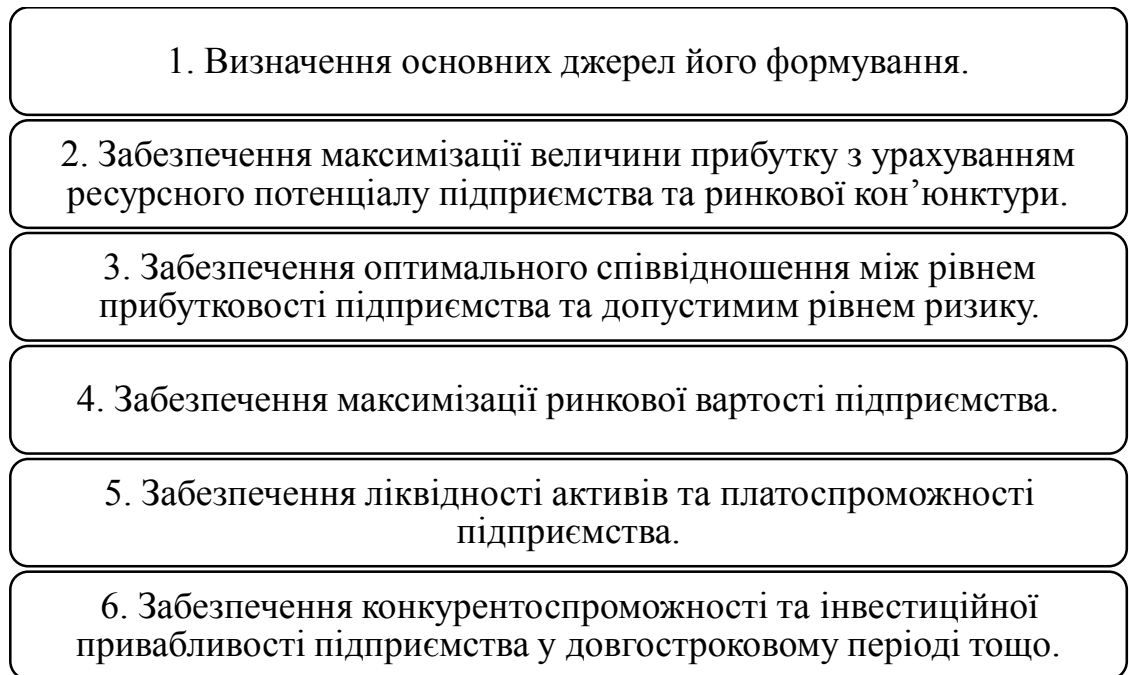 1. Визначення основних джерел його формування.
2. Забезпечення максимізації величини прибутку з урахуванням
ресурсного потенціалу підприємства та ринкової кон’юнктури.
3. Забезпечення оптимального співвідношення між рівнем
прибутковості підприємства та допустимим рівнем ризику.
4. Забезпечення максимізації ринкової вартості підприємства.
5. Забезпечення ліквідності активів та платоспроможності
підприємства.
6. Забезпечення конкурентоспроможності та інвестиційної
привабливості підприємства у довгостроковому періоді тощо.